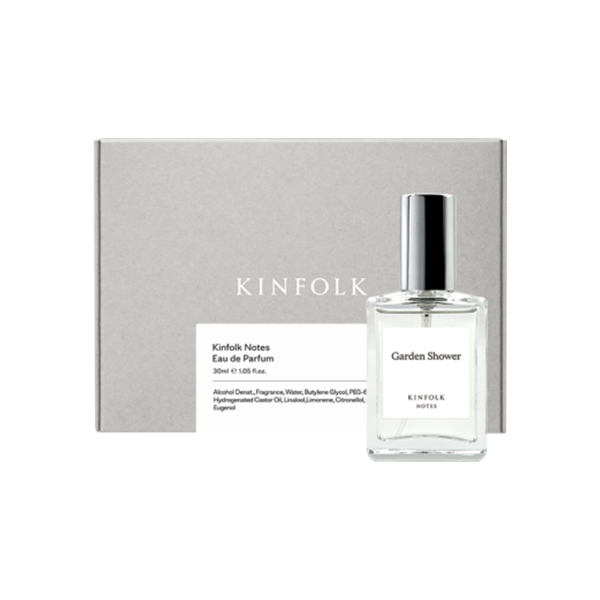 KINFOLK
Kinfolk Notes
Eau de Parfum
30ml ℮ 1.05 fl.oz.
Alcohol Denat., Fragrance, Water, Butylene Glycol, PEG-6
Hydrogenated Castor Oil, Linalool,Limonene, Citronellol,
Eugenol
Garden Shower
KINFOLK
NOTES